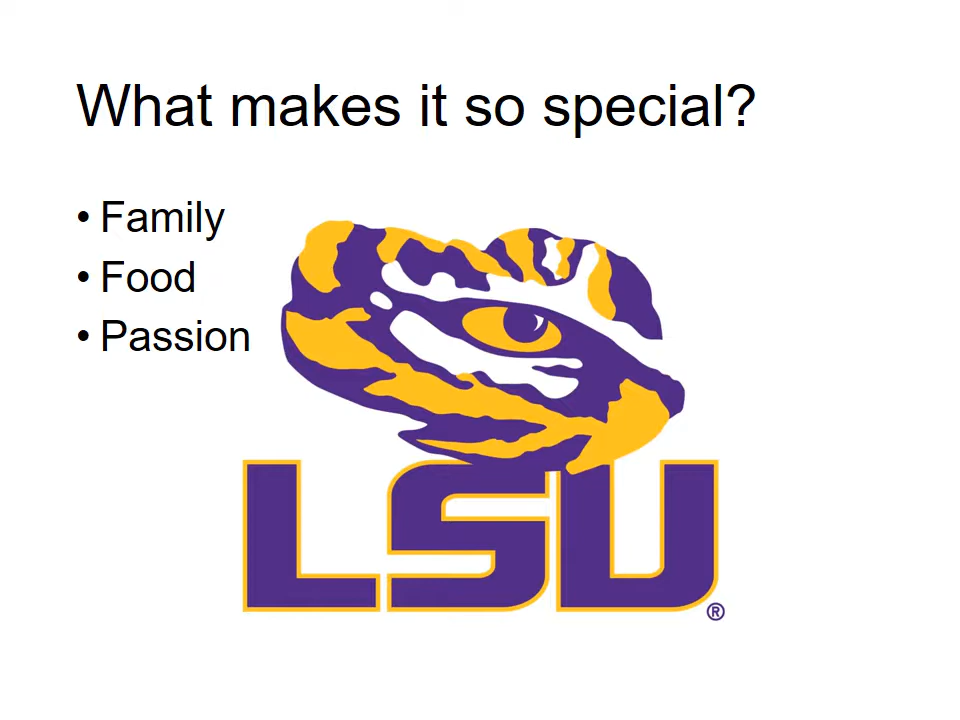 What makes it so special?
• Family
• Food
• Passion
LSU
®